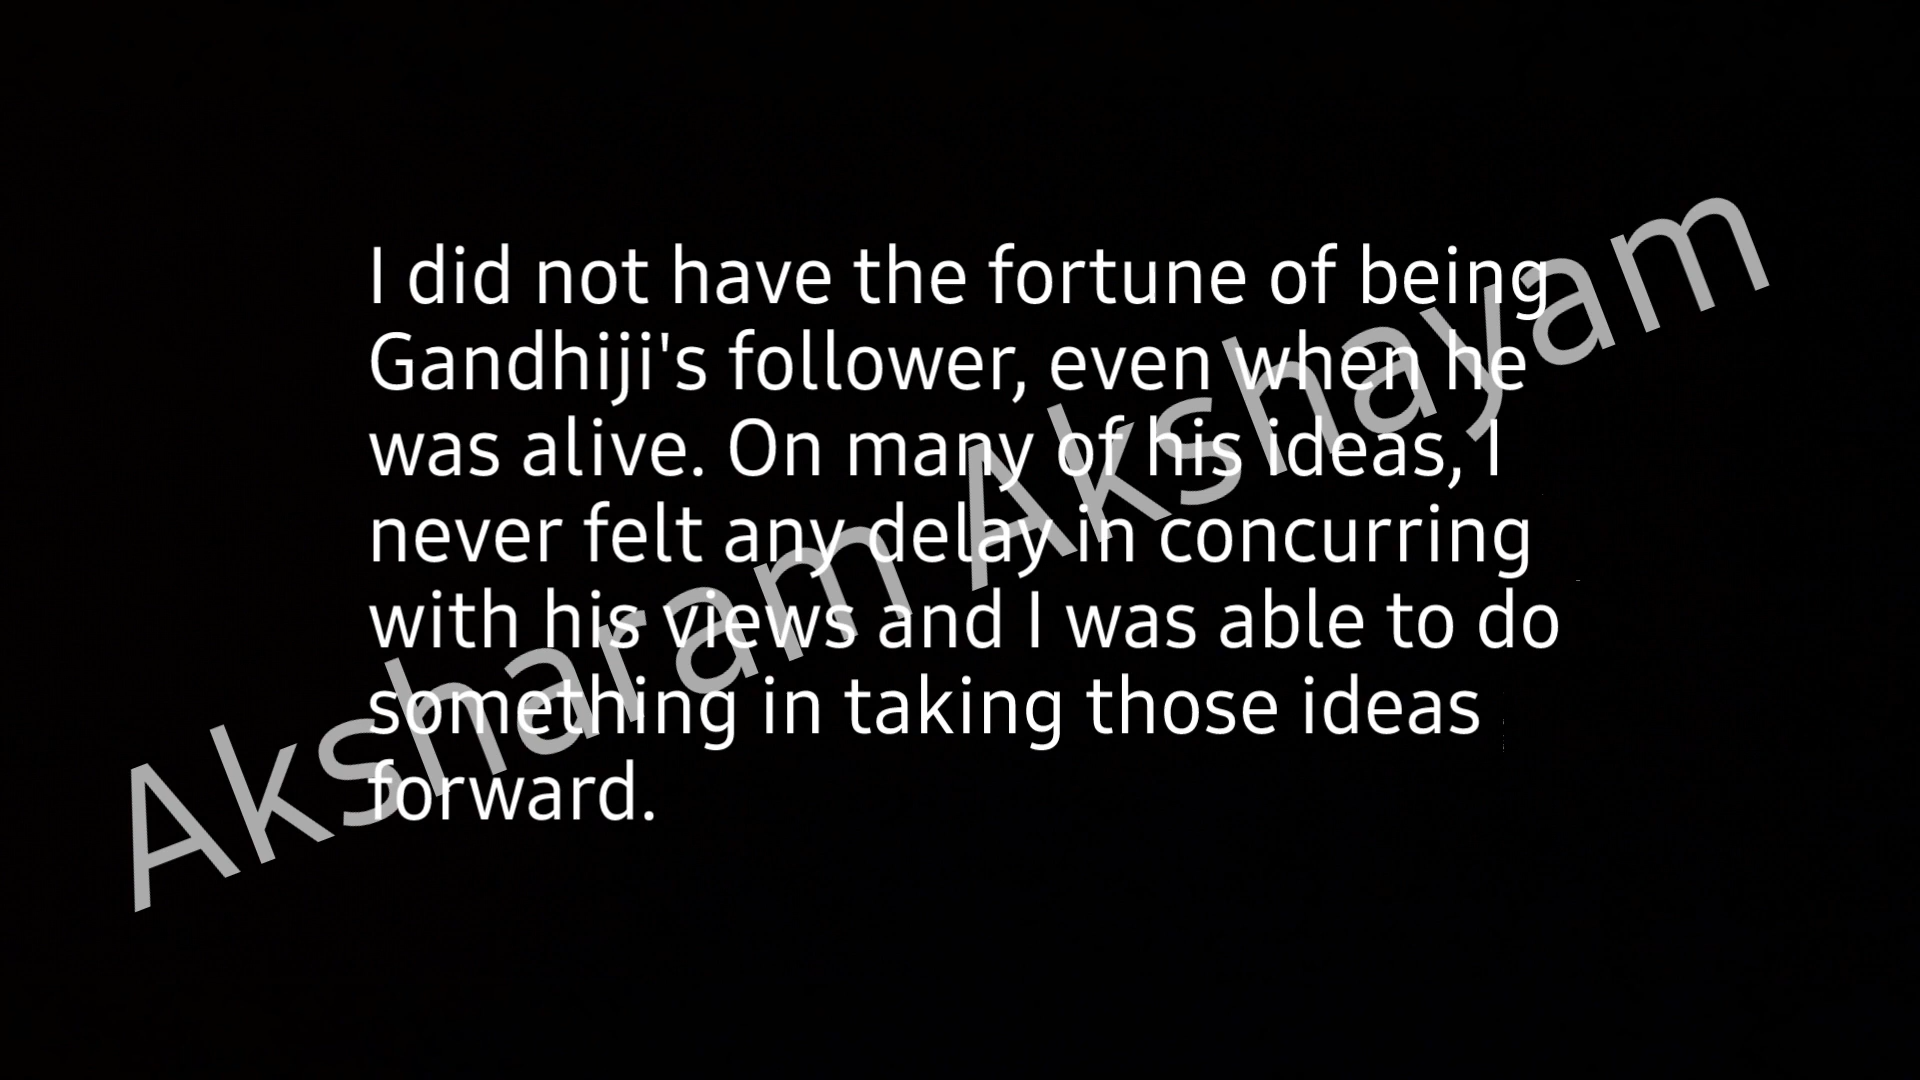 I did not have the fortune of being
Gandhiji's follower, even when he
was alive. On many of his ideas, I
never felt any delay in concurring
with his views and I was able to do
something in taking those ideas
forward.
Aksharam Akshayam